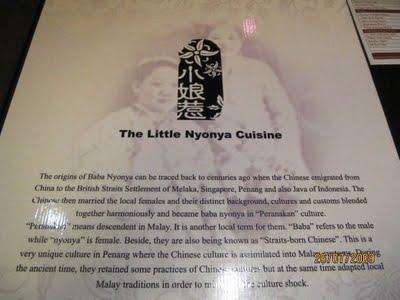 小娘惹
The Little Nyonya Cuisine
The origins of Baba Nyonya can be traced back to centuries ago when the Chinese emigrated from
China to the British Straits Settlement of Melaka, Singapore, Penang and also Java of Indonesia. The
Chinese then married the local females and their distinct background, cultures and customs blended
together harmoniously and became baba nyonya in "Peranakan" culture.
means descendent in Malay. It is another local term for them. "Baba" refers to the male
while "nyonya" is female. Beside, they are also being known as "Straits-born Chinese". This is a
very unique culture in Penang where the Chinese culture is assimilated into Malay During
the ancient time, they retained some practices of Chinese but at the same time adapted local
Malay traditions in order to culture shock.
26/07/2009